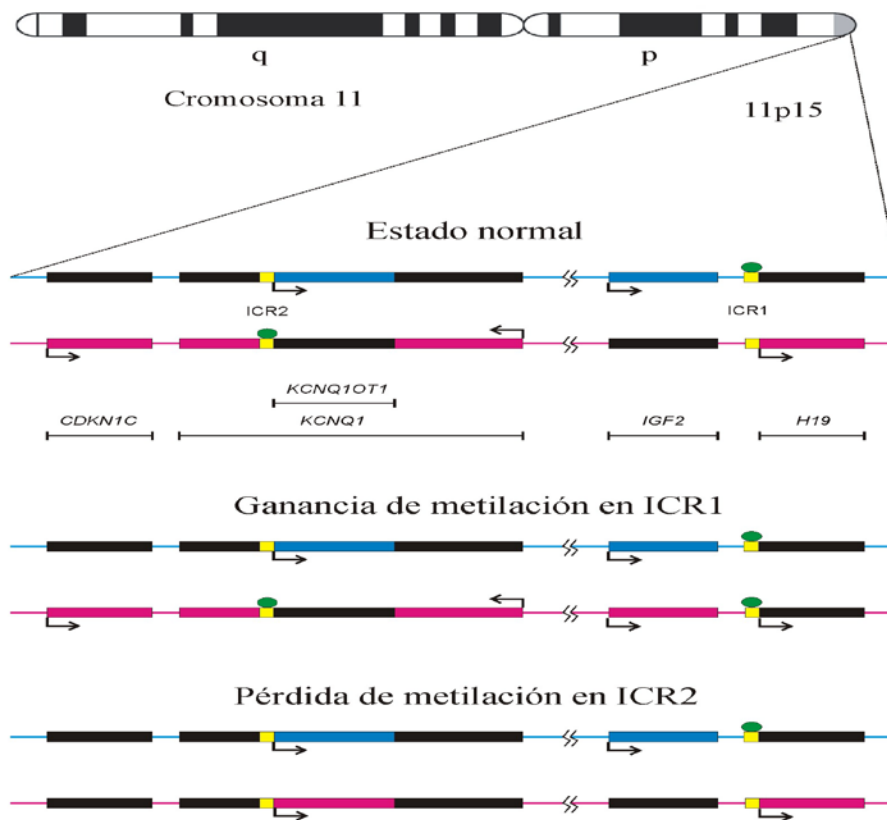 q
p
Cromosoma 11
11p15
Estado normal
ICR2
ICR1
KCNQ1OT1
CDKN1C
KCNQ1
IGF2
H19
Ganancia de metilación en ICR1
Pérdida de metilación en ICR2